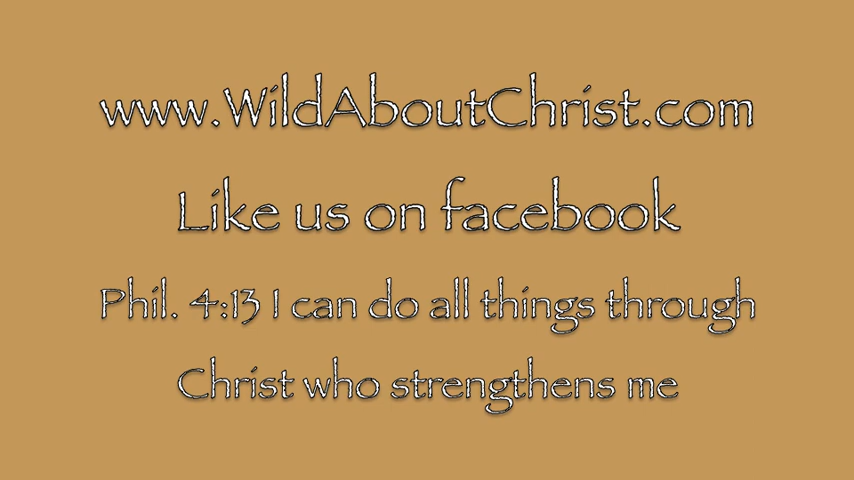 www.WildAboutChrist.com
Like us on facebook
Phil. 4:13 I can do all things through
Christ who strengthens me